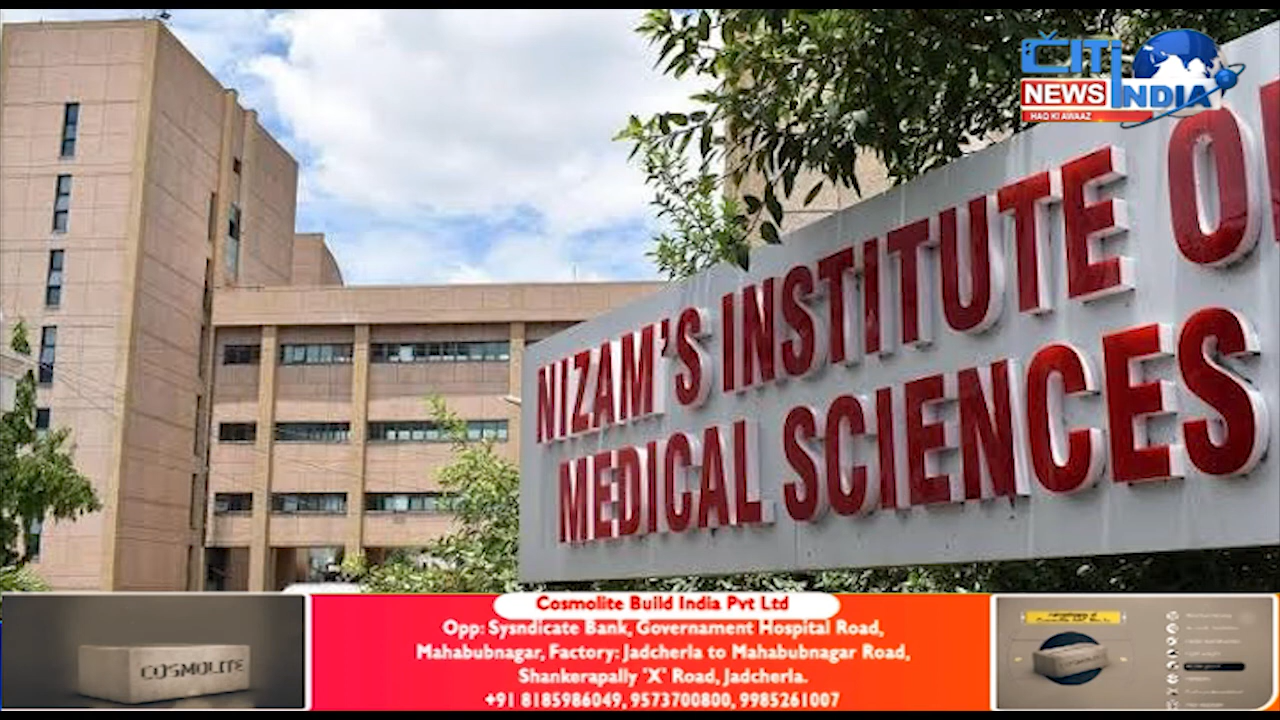 CITI
NEWS INDIA
HAQ KI AWAAZ
NIZAM'S INSTITUTE O
MEDICAL SCIENCES
Cosmolite Build India Pvt Ltd
Opp: Sysndicate Bank, Governament Hospital Road,
Mahabubnagar, Factory: Jadcherla to Mahabubnagar Road,
Shankerapally 'X' Road, Jadcherla.
+91 8185986049, 9573700800, 9985261007
COSMOLITE